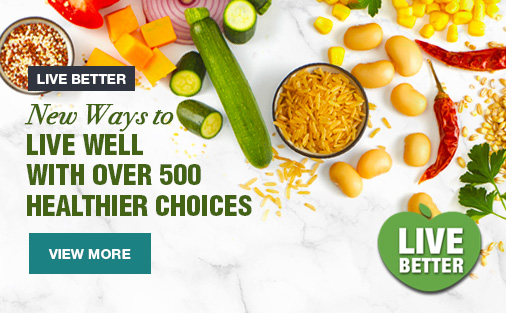 LIVE BETTER
New Ways to
LIVE WELL
WITH OVER 500
HEALTHIER CHOICES
VIEW MORE
LIVE
BETTER